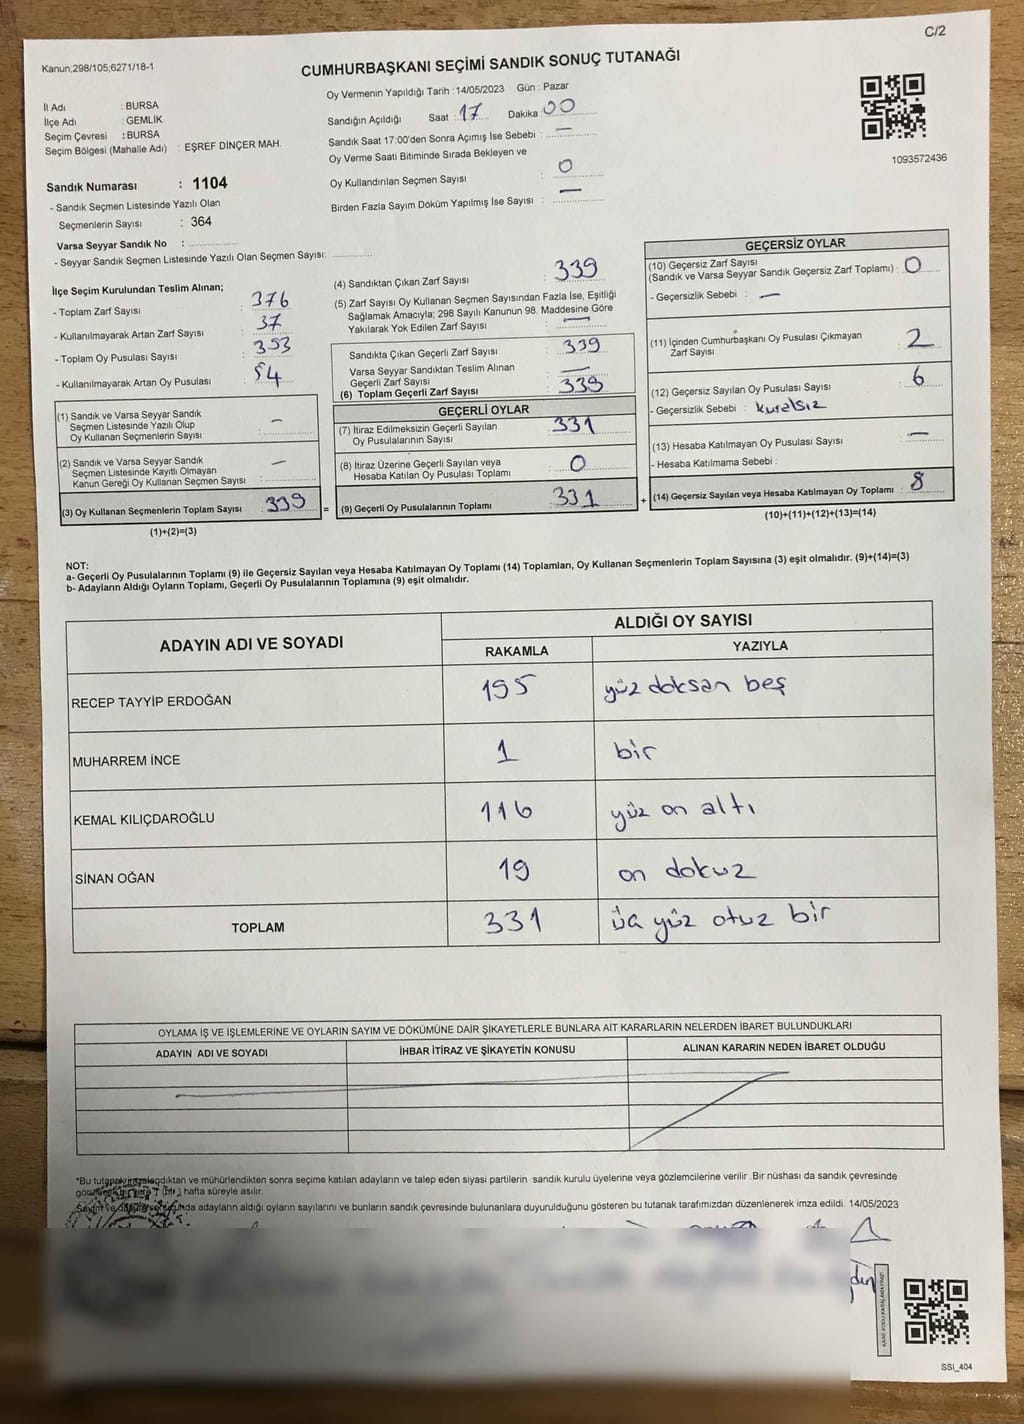 C/2
Kanun,298/105;6271/18-1
CUMHURBAŞKANI SEÇİMİ SANDIK SONUÇ TUTANAĞI
İl Adı : BURSA
İlçe Adı : GEMLİK
Seçim Çevresi : BURSA
Seçim Bölgesi (Mahalle Adı) : EŞREF DİNÇER MAH.
Sandık Numarası : 1104
- Sandık Seçmen Listesinde Yazılı Olan
Seçmenlerin Sayısı : 364
Varsa Seyyar Sandık No :
- Seyyar Sandık Seçmen Listesinde Yazılı Olan Seçmen Sayısı:
Oy Vermenin Yapıldığı Tarih : 14/05/2023 Gün : Pazar
Sandığın Açıldığı Saat : 17 Dakika : 00
Sandık Saat 17:00'den Sonra Açımış İse Sebebi : —
Oy Verme Saati Bitiminde Sırada Bekleyen ve
Oy Kullandırılan Seçmen Sayısı : 0
Birden Fazla Sayım Döküm Yapılmış İse Sayısı : —
1093572436
İlçe Seçim Kurulundan Teslim Alınan;
- Toplam Zarf Sayısı : 376
- Kullanılmayarak Artan Zarf Sayısı : 37
- Toplam Oy Pusulası Sayısı : 393
- Kullanılmayarak Artan Oy Pusulası : 54
(1) Sandık ve Varsa Seyyar Sandık
Seçmen Listesinde Yazılı Olup
Oy Kullanan Seçmenlerin Sayısı : —
(2) Sandık ve Varsa Seyyar Sandık
Seçmen Listesinde Kayıtlı Olmayan
Kanun Gereği Oy Kullanan Seçmen Sayısı : —
(3) Oy Kullanan Seçmenlerin Toplam Sayısı : 339
(1)+(2)=(3)
(4) Sandıktan Çıkan Zarf Sayısı : 339
(5) Zarf Sayısı Oy Kullanan Seçmen Sayısından Fazla İse, Eşitliği
Sağlamak Amacıyla; 298 Sayılı Kanunun 98. Maddesine Göre
Yakılarak Yok Edilen Zarf Sayısı : —
Sandıkta Çıkan Geçerli Zarf Sayısı : 339
Varsa Seyyar Sandıktan Teslim Alınan
Geçerli Zarf Sayısı : —
(6) Toplam Geçerli Zarf Sayısı : 339
GEÇERLİ OYLAR
(7) İtiraz Edilmeksizin Geçerli Sayılan
Oy Pusulalarının Sayısı : 331
(8) İtiraz Üzerine Geçerli Sayılan veya
Hesaba Katılan Oy Pusulası Toplamı : 0
= (9) Geçerli Oy Pusulalarının Toplamı : 331
GEÇERSİZ OYLAR
(10) Geçersiz Zarf Sayısı
(Sandık ve Varsa Seyyar Sandık Geçersiz Zarf Toplamı) : 0
- Geçersizlik Sebebi : —
(11) İçinden Cumhurbaşkanı Oy Pusulası Çıkmayan
Zarf Sayısı : 2
(12) Geçersiz Sayılan Oy Pusulası Sayısı : 6
- Geçersizlik Sebebi : kuralsız
(13) Hesaba Katılmayan Oy Pusulası Sayısı : —
- Hesaba Katılmama Sebebi :
+ (14) Geçersiz Sayılan veya Hesaba Katılmayan Oy Toplamı : 8
(10)+(11)+(12)+(13)=(14)
NOT:
a- Geçerli Oy Pusulalarının Toplamı (9) ile Geçersiz Sayılan veya Hesaba Katılmayan Oy Toplamı (14) Toplamları, Oy Kullanan Seçmenlerin Toplam Sayısına (3) eşit olmalıdır. (9)+(14)=(3)
b- Adayların Aldığı Oyların Toplamı, Geçerli Oy Pusulalarının Toplamına (9) eşit olmalıdır.
ADAYIN ADI VE SOYADI ALDIĞI OY SAYISI
RAKAMLA YAZIYLA
RECEP TAYYİP ERDOĞAN 195 yüz doksan beş
MUHARREM İNCE 1 bir
KEMAL KILIÇDAROĞLU 116 yüz on altı
SİNAN OĞAN 19 on dokuz
TOPLAM 331 üç yüz otuz bir
OYLAMA İŞ VE İŞLEMLERİNE VE OYLARIN SAYIM VE DÖKÜMÜNE DAİR ŞİKAYETLERLE BUNLARA AİT KARARLARIN NELERDEN İBARET BULUNDUKLARI
ADAYIN ADI VE SOYADI İHBAR İTİRAZ VE ŞİKAYETİN KONUSU ALINAN KARARIN NEDEN İBARET OLDUĞU
*Bu tutanak imzalandıktan ve mühürlendikten sonra seçime katılan adayların ve talep eden siyasi partilerin sandık kurulu üyelerine veya gözlemcilerine verilir. Bir nüshası da sandık çevresinde
(bir) hafta süreyle asılır.
adayların aldığı oyların sayılarını ve bunların sandık çevresinde bulunanlara duyurulduğunu gösteren bu tutanak tarafımızdan düzenlenerek imza edildi. 14/05/2023
SSI_404